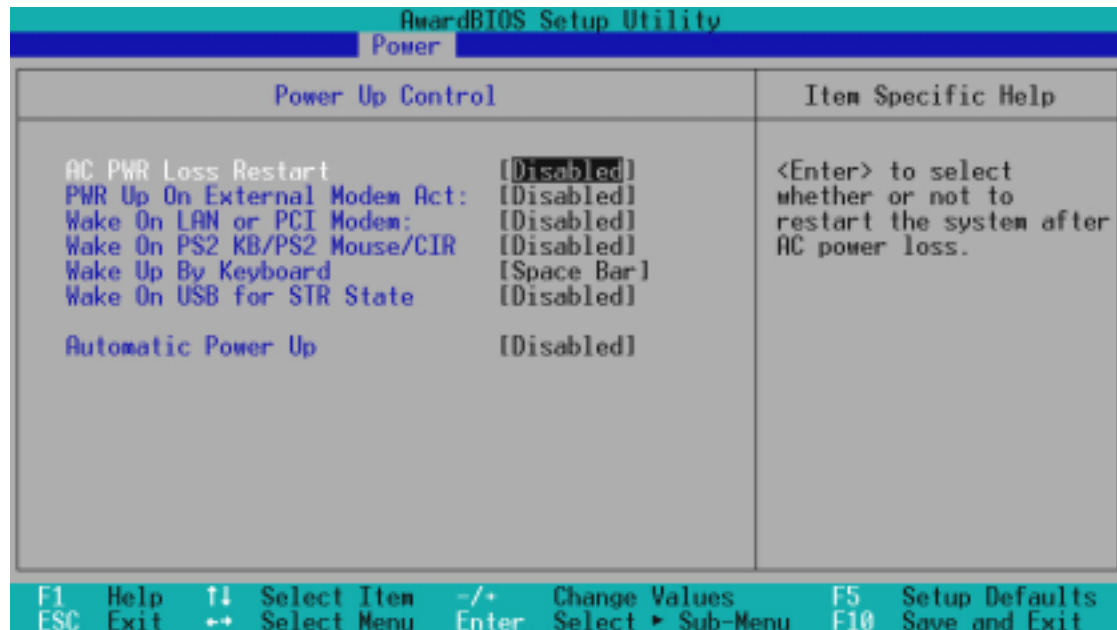 AwardBIOS Setup Utility
Power
Power Up Control
Item Specific Help
AC PWR Loss Restart [Disabled]
PWR Up On External Modem Act: [Disabled]
Wake On LAN or PCI Modem: [Disabled]
Wake On PS2 KB/PS2 Mouse/CIR [Disabled]
Wake Up By Keyboard [Space Bar]
Wake On USB for STR State [Disabled]
Automatic Power Up [Disabled]
<Enter> to select
whether or not to
restart the system after
AC power loss.
F1 Help ↑↓ Select Item -/+ Change Values F5 Setup Defaults
ESC Exit ←→ Select Menu Enter Select ► Sub-Menu F10 Save and Exit